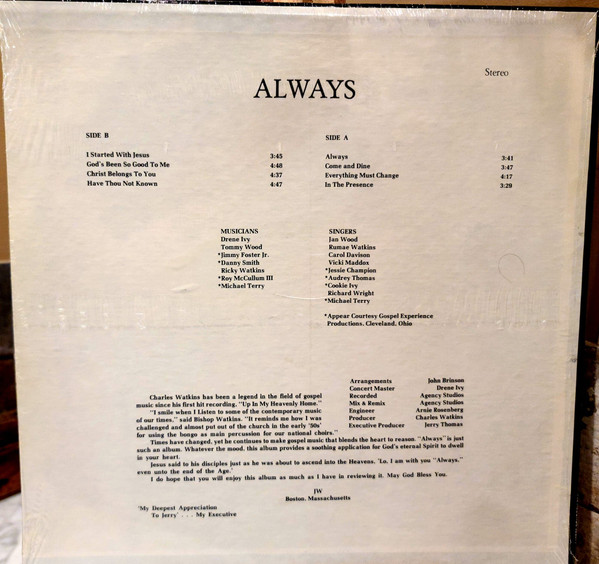 Stereo
ALWAYS
SIDE B
I Started With Jesus 3:45
God's Been So Good To Me 4:48
Christ Belongs To You 4:37
Have Thou Not Known 4:47
SIDE A
Always 3:41
Come and Dine 3:47
Everything Must Change 4:17
In The Presence 3:29
MUSICIANS
Drene Ivy
Tommy Wood
*Jimmy Foster Jr.
*Danny Smith
Ricky Watkins
*Roy McCullum III
*Michael Terry
SINGERS
Jan Wood
Rumae Watkins
Carol Davison
Vicki Maddox
*Jessie Champion
*Audrey Thomas
*Cookie Ivy
Richard Wright
*Michael Terry
*Appear Courtesy Gospel Experience
Productions, Cleveland, Ohio
Arrangements John Brinson
Concert Master Drene Ivy
Recorded Agency Studios
Mix & Remix Agency Studios
Engineer Arnie Rosenberg
Producer Charles Watkins
Executive Producer Jerry Thomas
Charles Watkins has been a legend in the field of gospel
music since his first hit recording, "Up In My Heavenly Home."
"I smile when I Listen to some of the contemporary music
of our times," said Bishop Watkins. "It reminds me how I was
challenged and almost put out of the church in the early '50s'
for using the bongo as main percussion for our national choirs."
Times have changed, yet he continues to make gospel music that blends the heart to reason. "Always" is just
such an album. Whatever the mood, this album provides a soothing application for God's eternal Spirit to dwell
in your heart.
Jesus said to his disciples just as he was about to ascend into the Heavens. 'Lo, I am with you "Always,"
even unto the end of the Age.'
I do hope that you will enjoy this album as much as I have in reviewing it. May God Bless You.
JW
Boston, Massachusetts
'My Deepest Appreciation
To Jerry' . . . My Executive